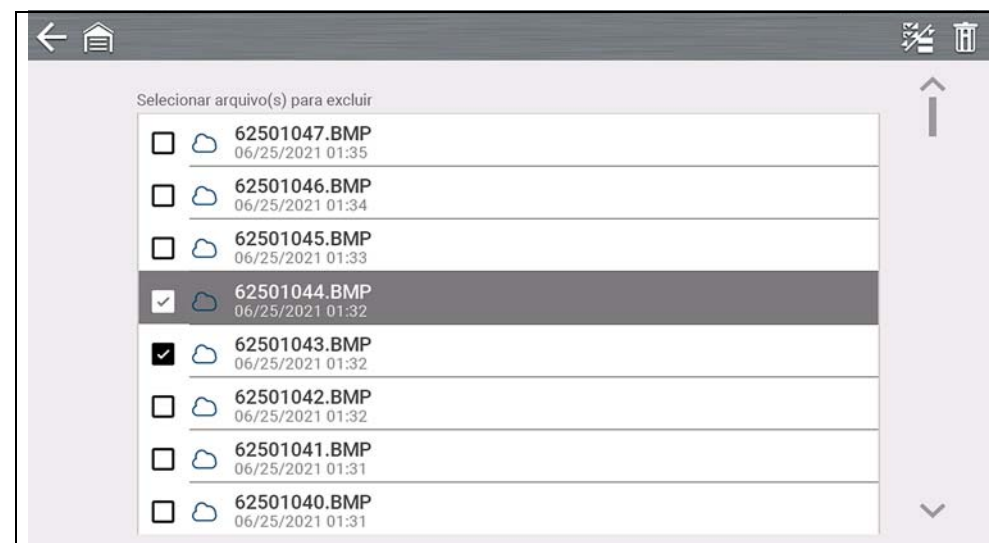 Selecionar arquivo(s) para excluir
62501047.BMP
06/25/2021 01:35
62501046.BMP
06/25/2021 01:34
62501045.BMP
06/25/2021 01:33
62501044.BMP
06/25/2021 01:32
62501043.BMP
06/25/2021 01:32
62501042.BMP
06/25/2021 01:32
62501041.BMP
06/25/2021 01:31
62501040.BMP
06/25/2021 01:31